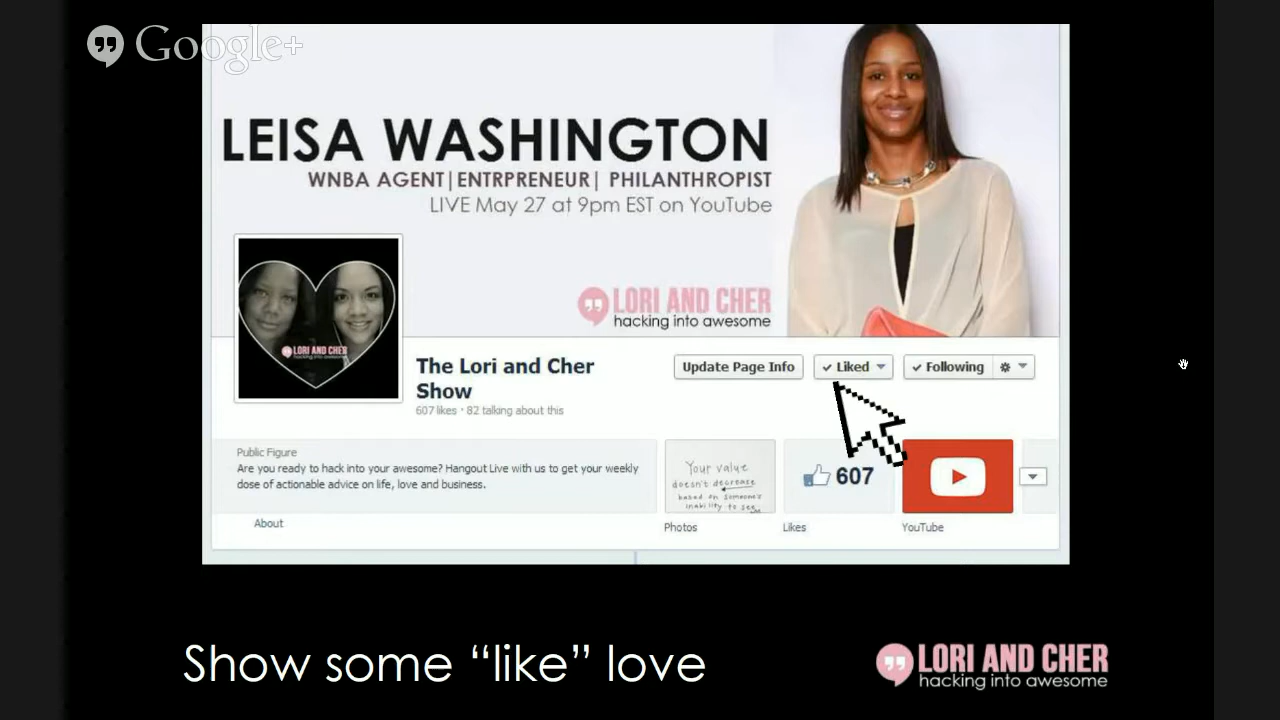 Google+
LEISA WASHINGTON
WNBA AGENT|ENTRPRENEUR| PHILANTHROPIST
LIVE May 27 at 9pm EST on YouTube
LORI AND CHER
hacking into awesome
LORI AND CHER
hacking into awesome
The Lori and Cher
Show
607 likes · 82 talking about this
Update Page Info
Liked
Following
Public Figure
Are you ready to hack into your awesome? Hangout Live with us to get your weekly
dose of actionable advice on life, love and business.
About
Your value
doesn't decrease
based on someone's
inability to see
Photos
607
Likes
YouTube
Show some “like” love
LORI AND CHER
hacking into awesome